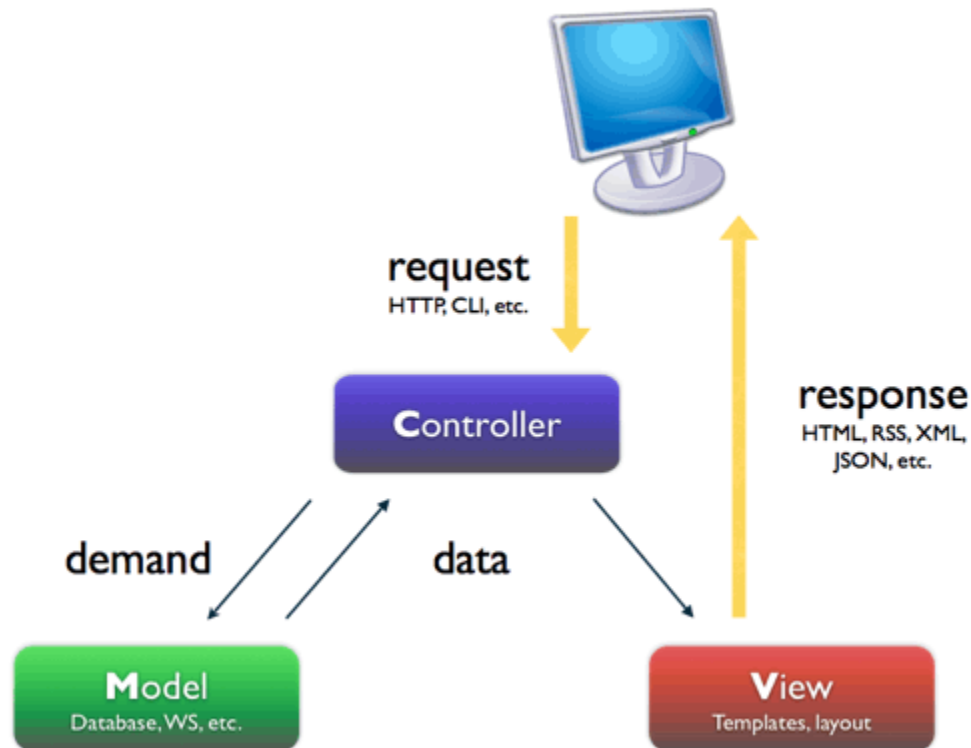 request
HTTP, CLI, etc.
response
HTML, RSS, XML,
JSON, etc.
Controller
demand
data
Model
Database, WS, etc.
View
Templates, layout